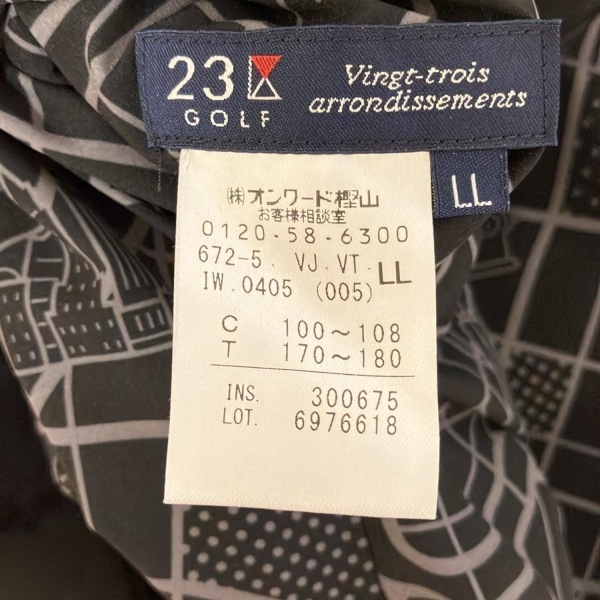 23
GOLF
Vingt-trois
arrondissements
LL
(株)オンワード樫山
お客様相談室
0120-58-6300
672-5. VJ.VT. LL
IW.0405 (005)
C 100~108
T 170~180
INS. 300675
LOT. 6976618